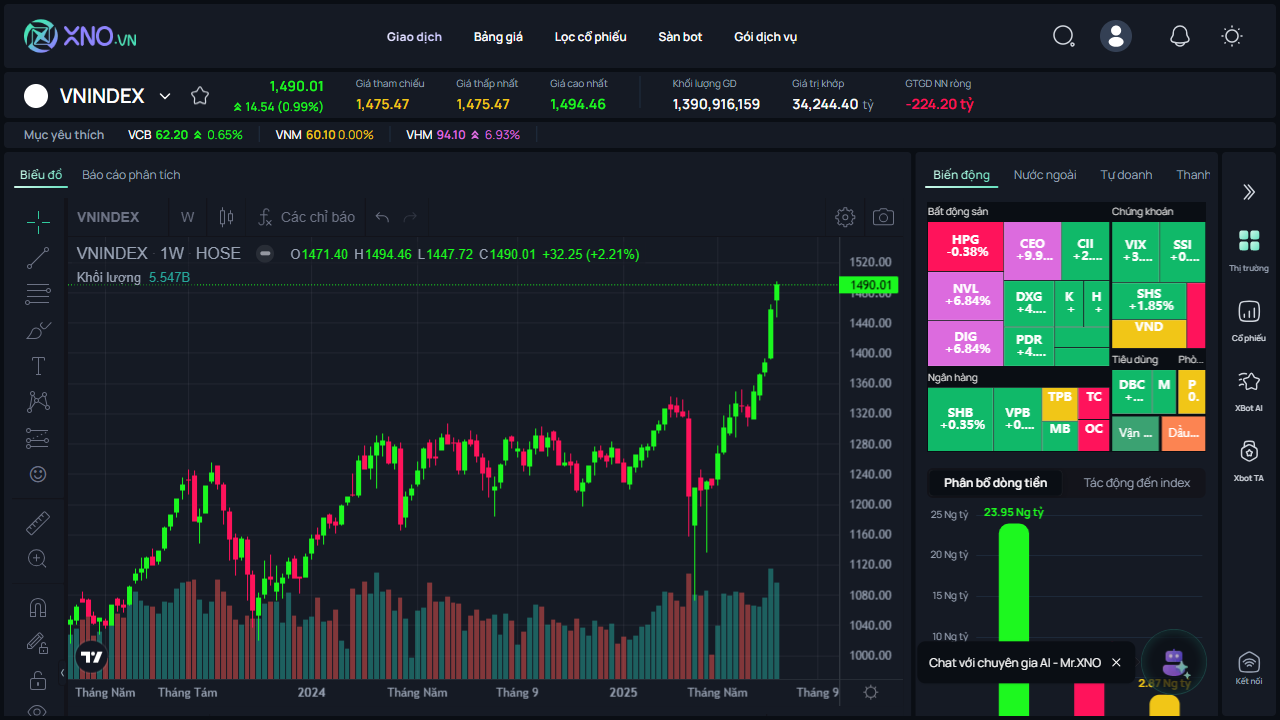 XNO.VN
Giao dịch Bảng giá Lọc cổ phiếu Sàn bot Gói dịch vụ
VNINDEX 1,490.01 14.54 (0.99%)
Giá tham chiếu Giá thấp nhất Giá cao nhất Khối lượng GD Giá trị khớp GTGD NN ròng
1,475.47 1,475.47 1,494.46 1,390,916,159 34,244.40 tỷ -224.20 tỷ
Mục yêu thích VCB 62.20 0.65% VNM 60.10 0.00% VHM 94.10 6.93%
Biểu đồ Báo cáo phân tích
VNINDEX W Các chỉ báo
VNINDEX 1W HOSE O1471.40 H1494.46 L1447.72 C1490.01 +32.25 (+2.21%)
Khối lượng 5.547B
1520.00
1490.01
1480.00
1440.00
1400.00
1360.00
1320.00
1280.00
1240.00
1200.00
1160.00
1120.00
1080.00
1040.00
1000.00
Tháng Năm Tháng Tám 2024 Tháng Năm Tháng 9 2025 Tháng Năm Tháng 9
Biến động Nước ngoài Tự doanh Thanh
Bất động sản
HPG
-0.38%
CEO
+9.9...
CII
+2....
NVL
+6.84%
DXG
+4....
K
+
H
+
DIG
+6.84%
PDR
+4....
Chứng khoán
VIX
+3....
SSI
+0....
SHS
+1.85%
VND
Ngân hàng
SHB
+0.35%
VPB
+0....
TPB
TC
MB
OC
Tiêu dùng
DBC
+...
M
Phò...
P
0.
Vận ...
Dầu...
Phân bổ dòng tiền Tác động đến index
25 Ng tỷ
23.95 Ng tỷ
20 Ng tỷ
15 Ng tỷ
10 Ng tỷ
2.87 Ng tỷ
Chat với chuyên gia AI - Mr.XNO
Thị trường
Cổ phiếu
XBot AI
Xbot TA
Kết nối